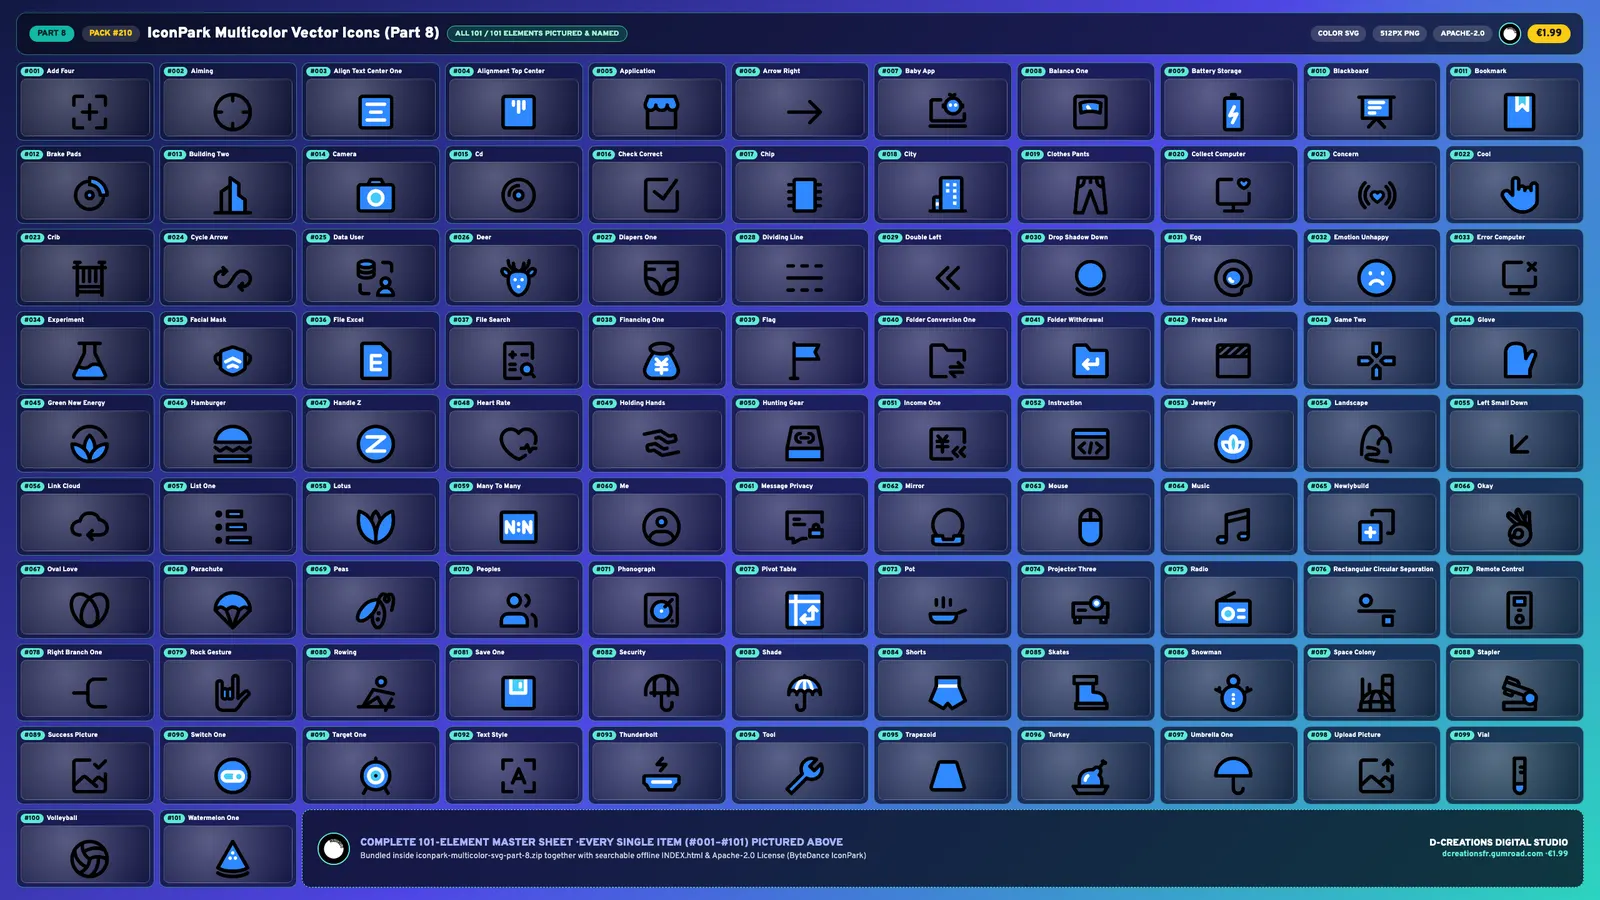 PART 8 PACK #210 IconPark Multicolor Vector Icons (Part 8) ALL 101 / 101 ELEMENTS PICTURED & NAMED COLOR SVG 512PX PNG APACHE-2.0 €1.99
#001 Add Four #002 Aiming #003 Align Text Center One #004 Alignment Top Center #005 Application #006 Arrow Right #007 Baby App #008 Balance One #009 Battery Storage #010 Blackboard #011 Bookmark
#012 Brake Pads #013 Building Two #014 Camera #015 Cd #016 Check Correct #017 Chip #018 City #019 Clothes Pants #020 Collect Computer #021 Concern #022 Cool
#023 Crib #024 Cycle Arrow #025 Data User #026 Deer #027 Diapers One #028 Dividing Line #029 Double Left #030 Drop Shadow Down #031 Egg #032 Emotion Unhappy #033 Error Computer
#034 Experiment #035 Facial Mask #036 File Excel #037 File Search #038 Financing One #039 Flag #040 Folder Conversion One #041 Folder Withdrawal #042 Freeze Line #043 Game Two #044 Glove
E ¥
#045 Green New Energy #046 Hamburger #047 Handle Z #048 Heart Rate #049 Holding Hands #050 Hunting Gear #051 Income One #052 Instruction #053 Jewelry #054 Landscape #055 Left Small Down
Z ¥ </>
#056 Link Cloud #057 List One #058 Lotus #059 Many To Many #060 Me #061 Message Privacy #062 Mirror #063 Mouse #064 Music #065 Newlybuild #066 Okay
N:N
#067 Oval Love #068 Parachute #069 Peas #070 Peoples #071 Phonograph #072 Pivot Table #073 Pot #074 Projector Three #075 Radio #076 Rectangular Circular Separation #077 Remote Control
#078 Right Branch One #079 Rock Gesture #080 Rowing #081 Save One #082 Security #083 Shade #084 Shorts #085 Skates #086 Snowman #087 Space Colony #088 Stapler
#089 Success Picture #090 Switch One #091 Target One #092 Text Style #093 Thunderbolt #094 Tool #095 Trapezoid #096 Turkey #097 Umbrella One #098 Upload Picture #099 Vial
A
#100 Volleyball #101 Watermelon One
COMPLETE 101-ELEMENT MASTER SHEET · EVERY SINGLE ITEM (#001–#101) PICTURED ABOVE
Bundled inside iconpark-multicolor-svg-part-8.zip together with searchable offline INDEX.html & Apache-2.0 License (ByteDance IconPark)
D-CREATIONS DIGITAL STUDIO
dcreationsfr.gumroad.com · €1.99